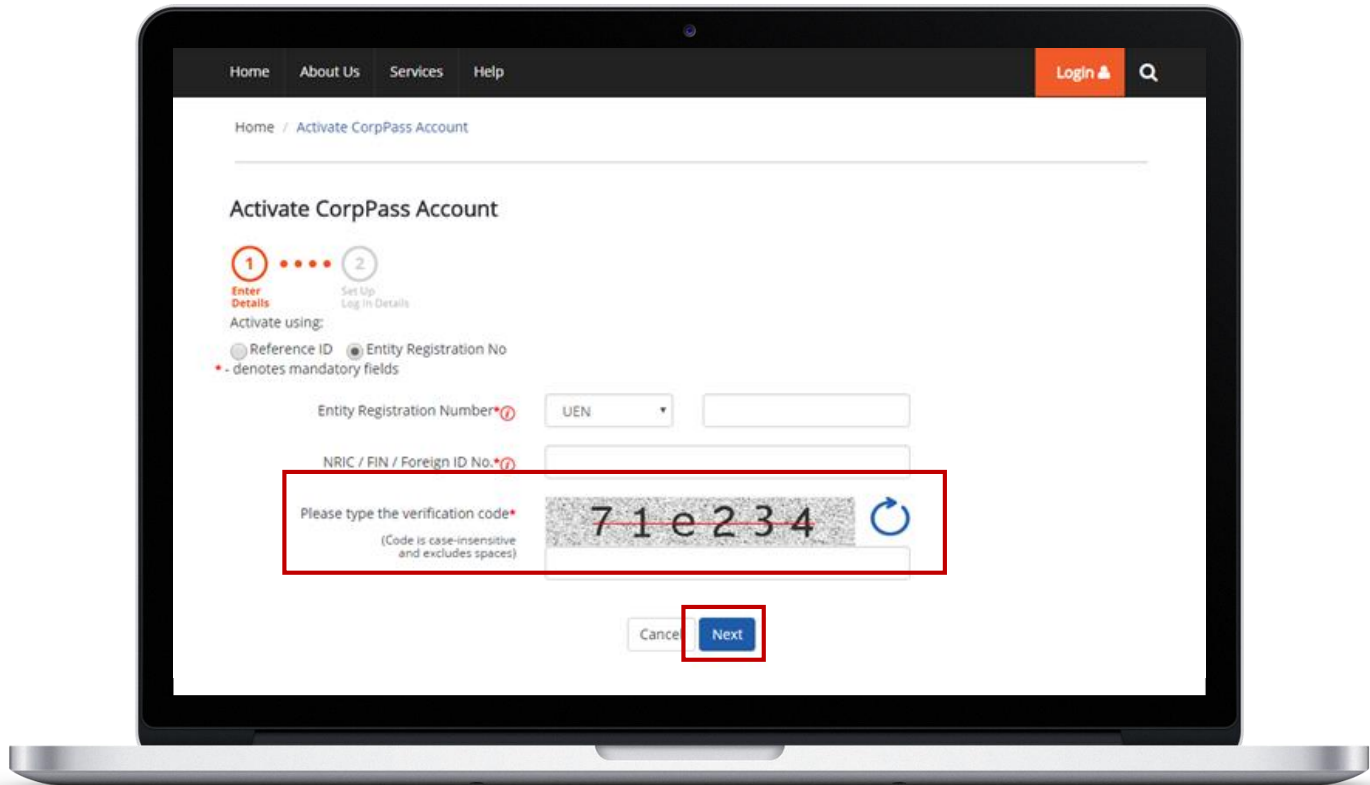 Home About Us Services Help Login
Home / Activate CorpPass Account
Activate CorpPass Account
1 2
Enter Details
Set Up Log In Details
Activate using:
Reference ID Entity Registration No
* - denotes mandatory fields
Entity Registration Number* UEN
NRIC / FIN / Foreign ID No.*
Please type the verification code* 71e234
(Code is case-insensitive
and excludes spaces)
Cancel Next